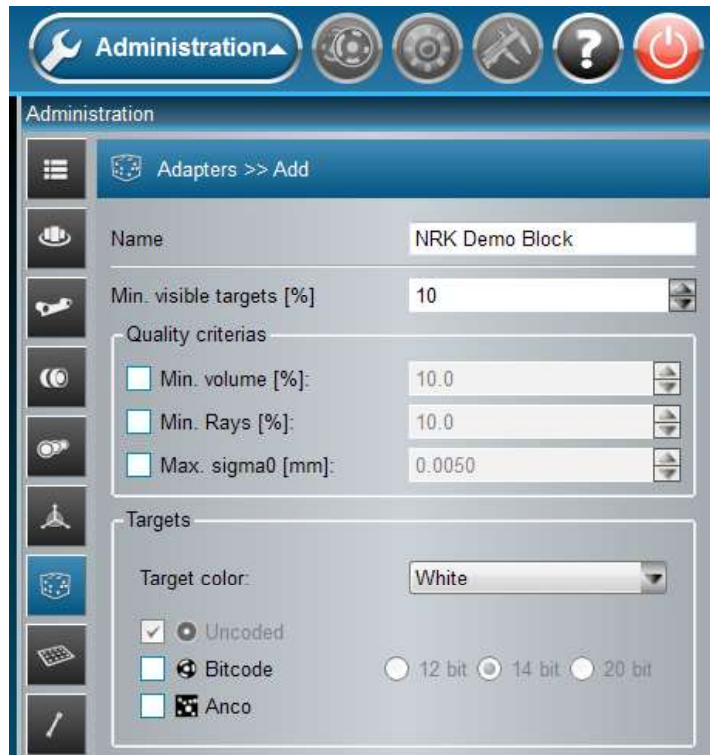 Administration
Administration
Adapters >> Add
Name NRK Demo Block
Min. visible targets [%] 10
Quality criterias
Min. volume [%]: 10.0
Min. Rays [%]: 10.0
Max. sigma0 [mm]: 0.0050
Targets
Target color: White
Uncoded
Bitcode 12 bit 14 bit 20 bit
Anco